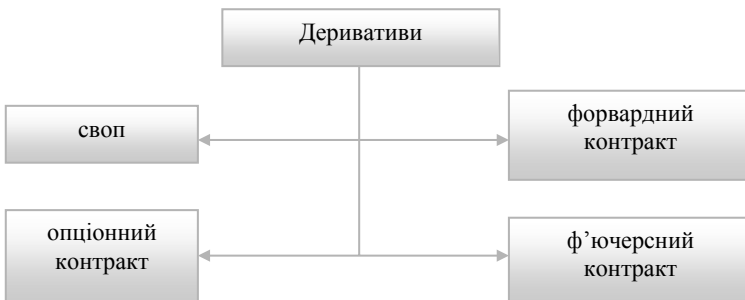 Деривативи
своп
форвардний
контракт
опціонний
контракт
ф’ючерсний
контракт